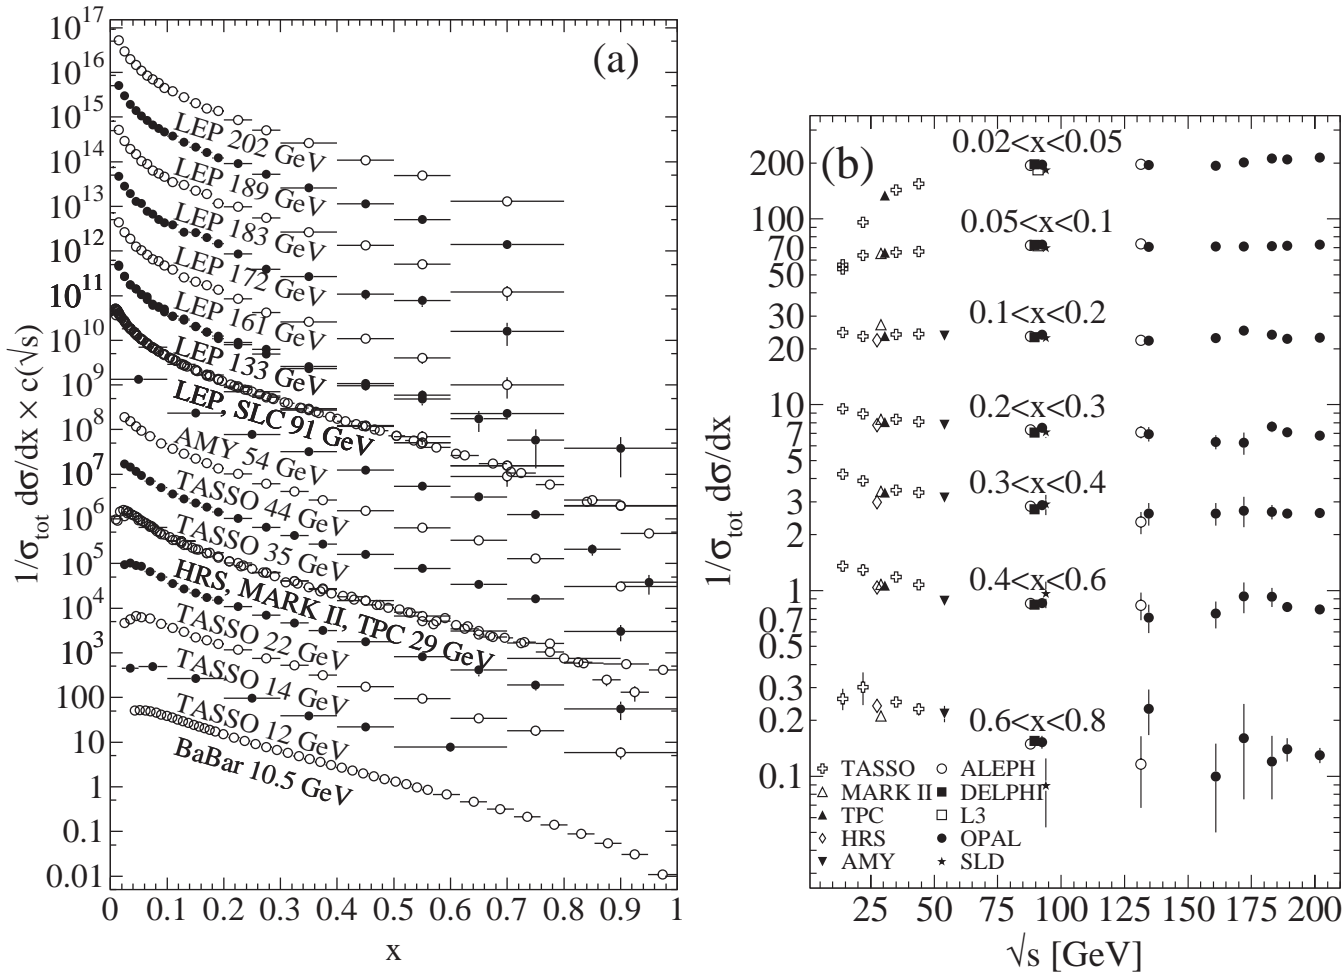 10^17
10^16
10^15
10^14
10^13
10^12
10^11
10^10
10^9
10^8
10^7
10^6
10^5
10^4
10^3
100
10
1
0.1
0.01
1/σtot dσ/dx × c(√s)
(a)
LEP 202 GeV
LEP 189 GeV
LEP 183 GeV
LEP 172 GeV
LEP 161 GeV
LEP 133 GeV
LEP, SLC 91 GeV
AMY 54 GeV
TASSO 44 GeV
TASSO 35 GeV
HRS, MARK II, TPC 29 GeV
TASSO 22 GeV
TASSO 14 GeV
TASSO 12 GeV
BaBar 10.5 GeV
0 0.1 0.2 0.3 0.4 0.5 0.6 0.7 0.8 0.9 1
x
(b)
200
100
70
50
30
20
10
7
5
3
2
1
0.7
0.5
0.3
0.2
0.1
1/σtot dσ/dx
0.02<x<0.05
0.05<x<0.1
0.1<x<0.2
0.2<x<0.3
0.3<x<0.4
0.4<x<0.6
0.6<x<0.8
TASSO ALEPH
MARK II DELPHI
TPC L3
HRS OPAL
AMY SLD
25 50 75 100 125 150 175 200
√s [GeV]